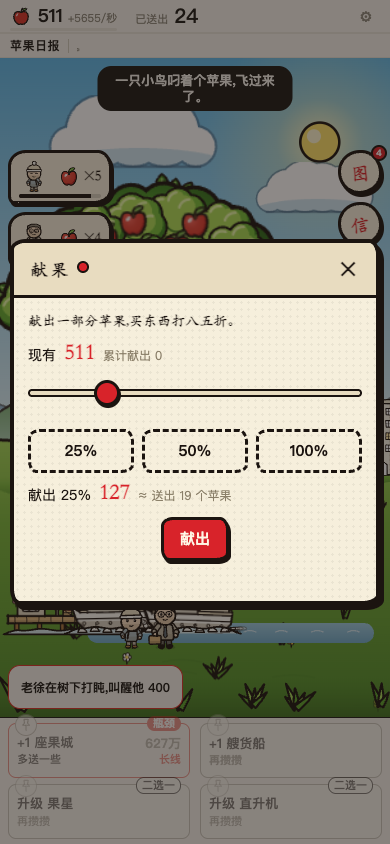 511 +5655/秒 已送出 24
苹果日报 ,
一只小鸟叼着个苹果,飞过来
了。
×5
4
图
×4
信
献果
献出一部分苹果,买东西打八五折。
现有 511 累计献出 0
25% 50% 100%
献出 25% 127 ≈ 送出 19 个苹果
献出
老徐在树下打盹,叫醒他 400
+1 座果城 627万
多送一些 长线
+1 艘货船
再攒攒
二选一
升级 果星
再攒攒
二选一
升级 直升机
再攒攒